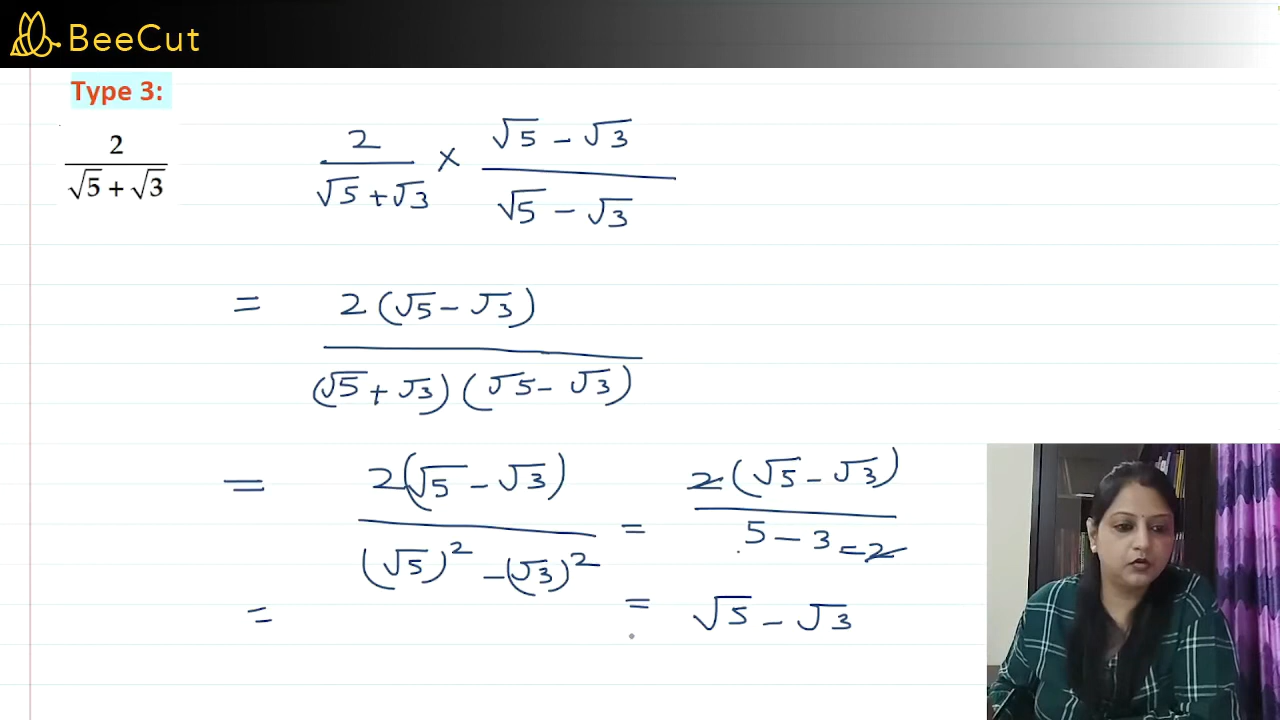 BeeCut
Type 3:
2 / (√5 + √3)
2 / (√5 + √3) × (√5 − √3) / (√5 − √3)
= 2(√5 − √3) / (√5 + √3)(√5 − √3)
= 2(√5 − √3) / (√5)² − (√3)² = 2(√5 − √3) / 5 − 3 = 2
= = √5 − √3